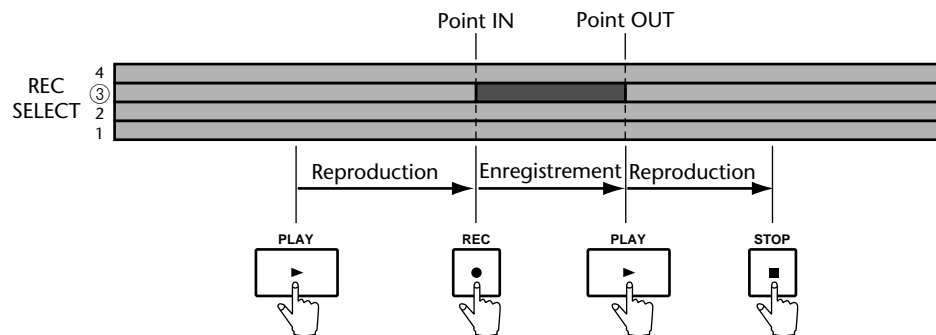 Point IN Point OUT
4
REC ③
SELECT 2
1
Reproduction Enregistrement Reproduction
PLAY REC PLAY STOP